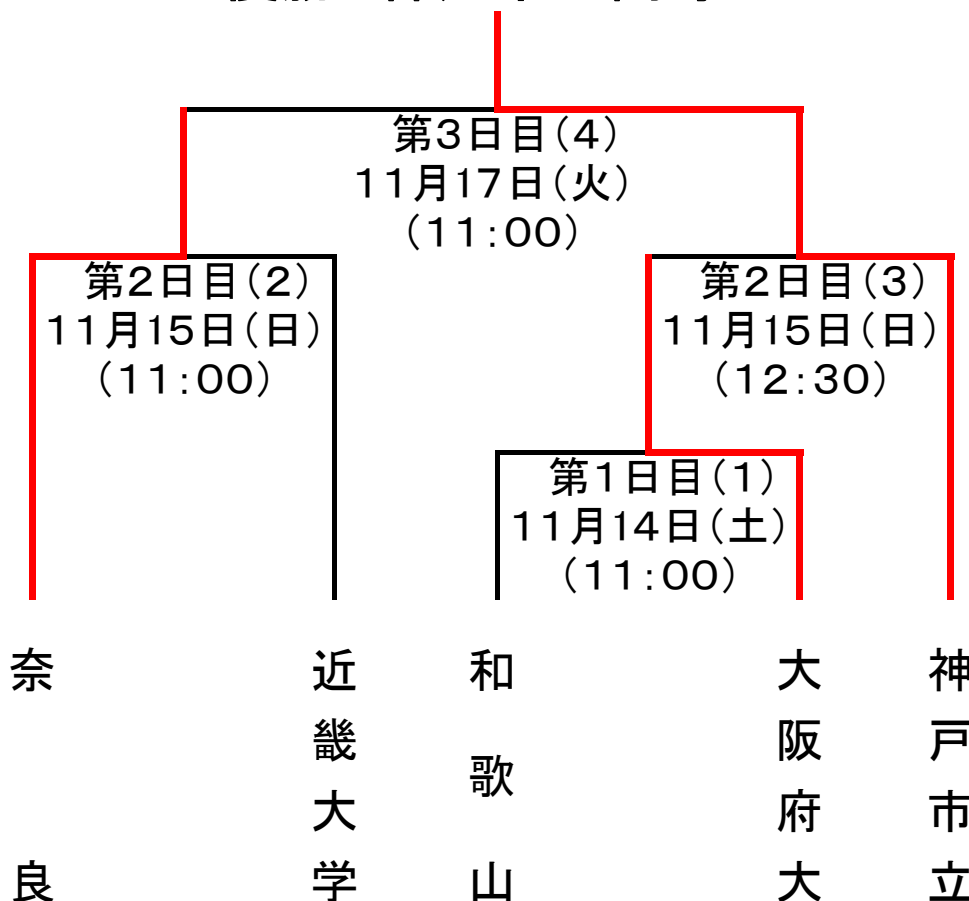 第3日目(4)
11月17日(火)
(11:00)
第2日目(2)
11月15日(日)
(11:00)
第2日目(3)
11月15日(日)
(12:30)
第1日目(1)
11月14日(土)
(11:00)
奈良
近畿大学
和歌山
大阪府大
神戸市立